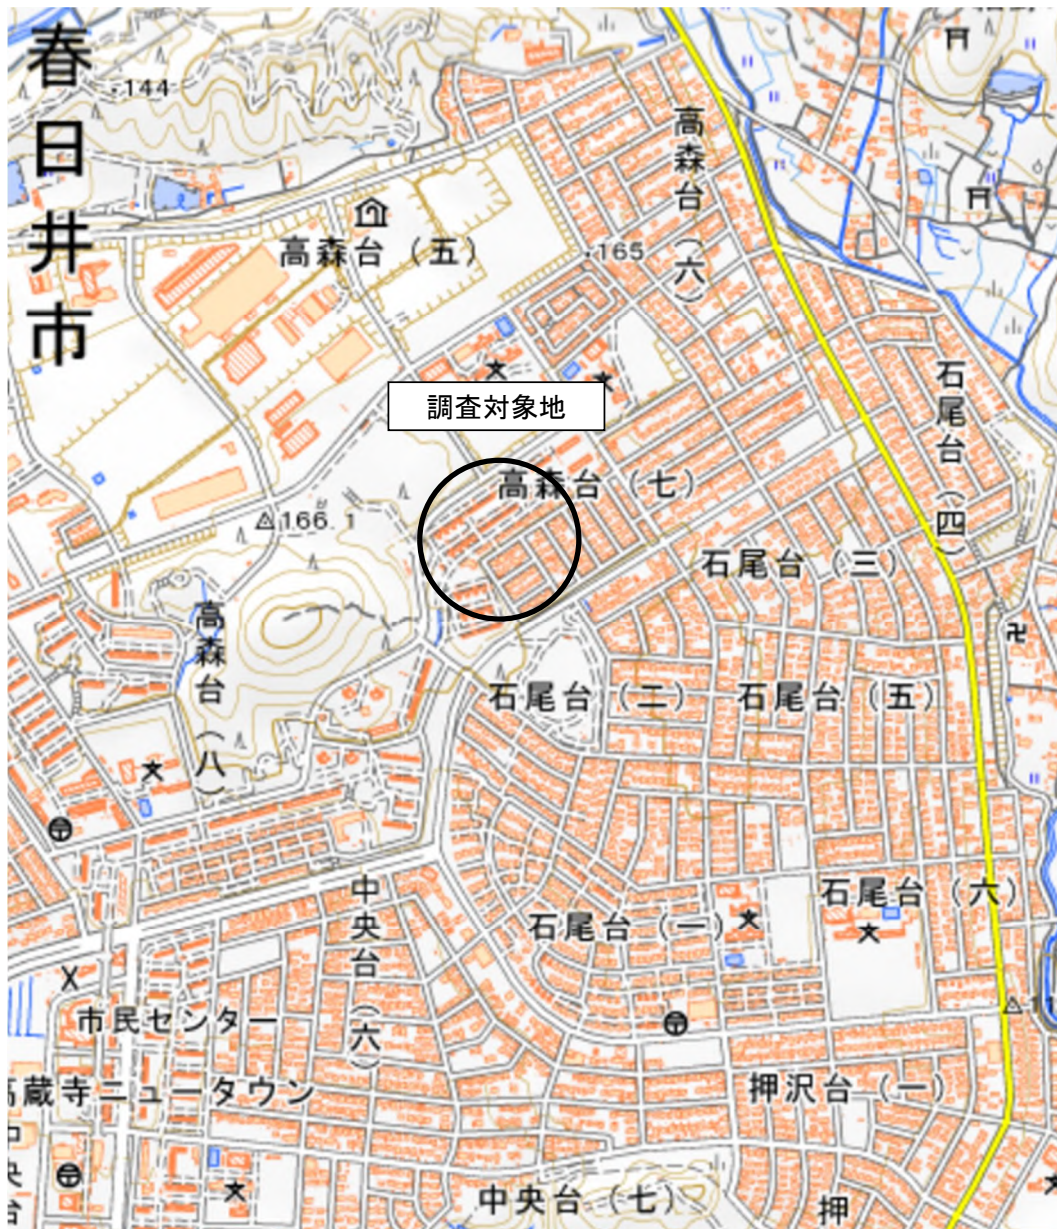 春日井市
144
高森台（六）
高森台（五）
165
石尾台（四）
調査対象地
高森台（七）
166.1
石尾台（三）
高森台（八）
石尾台（二）
石尾台（五）
中央台（六）
石尾台（一）
石尾台（六）
市民センター
高蔵寺ニュータウン
押沢台（一）
中央台
中央台（七）
押